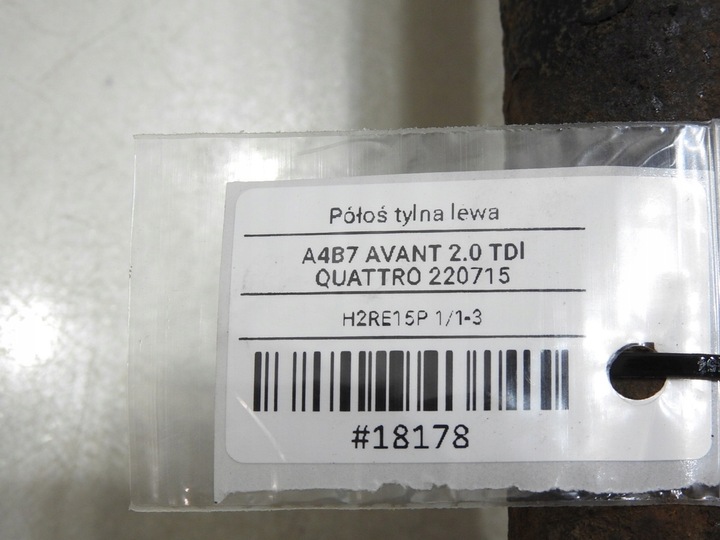 Półoś tylna lewa
A4B7 AVANT 2.0 TDI
QUATTRO 220715
H2RE15P 1/1-3
#18178